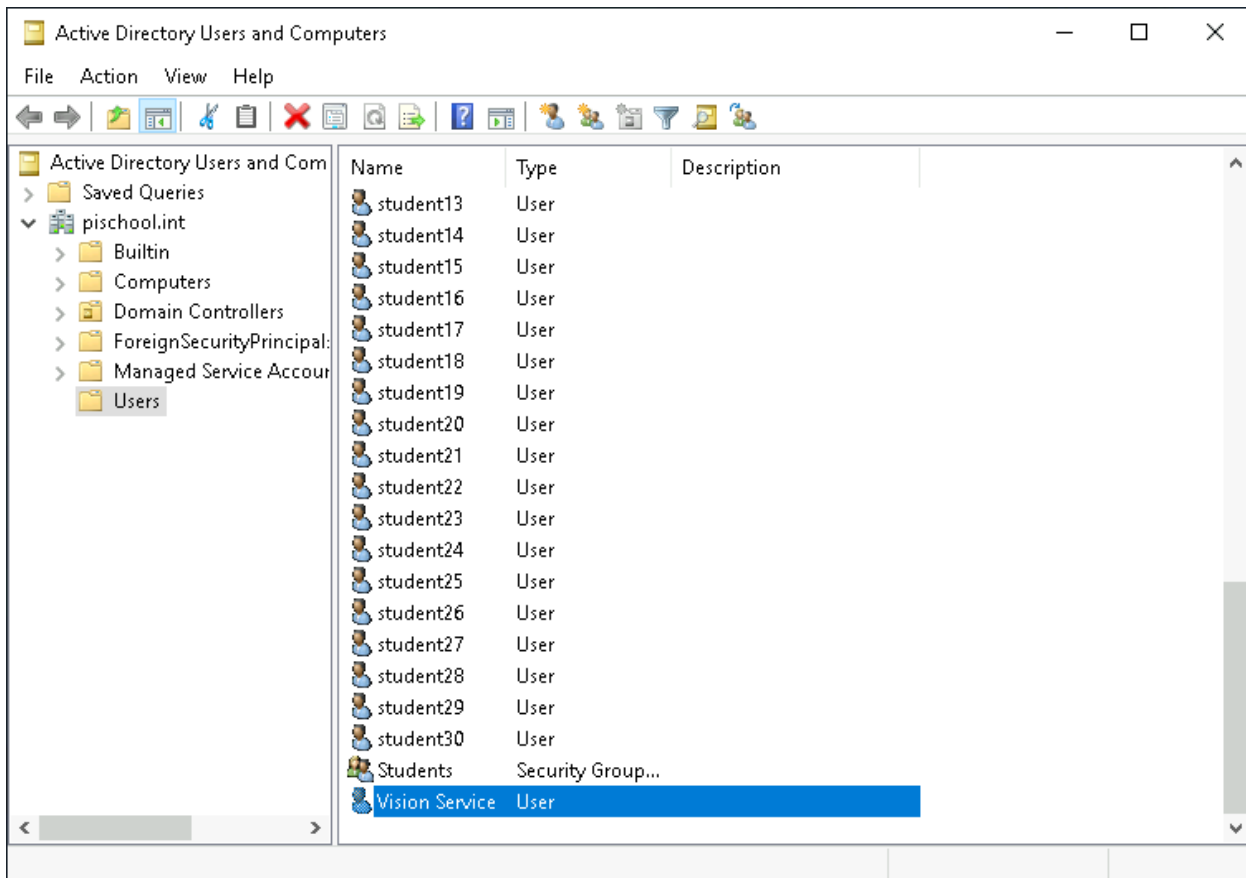 Active Directory Users and Computers
File Action View Help
Active Directory Users and Com
Saved Queries
pischool.int
Builtin
Computers
Domain Controllers
ForeignSecurityPrincipal:
Managed Service Accour
Users
Name Type Description
student13 User
student14 User
student15 User
student16 User
student17 User
student18 User
student19 User
student20 User
student21 User
student22 User
student23 User
student24 User
student25 User
student26 User
student27 User
student28 User
student29 User
student30 User
Students Security Group...
Vision Service User